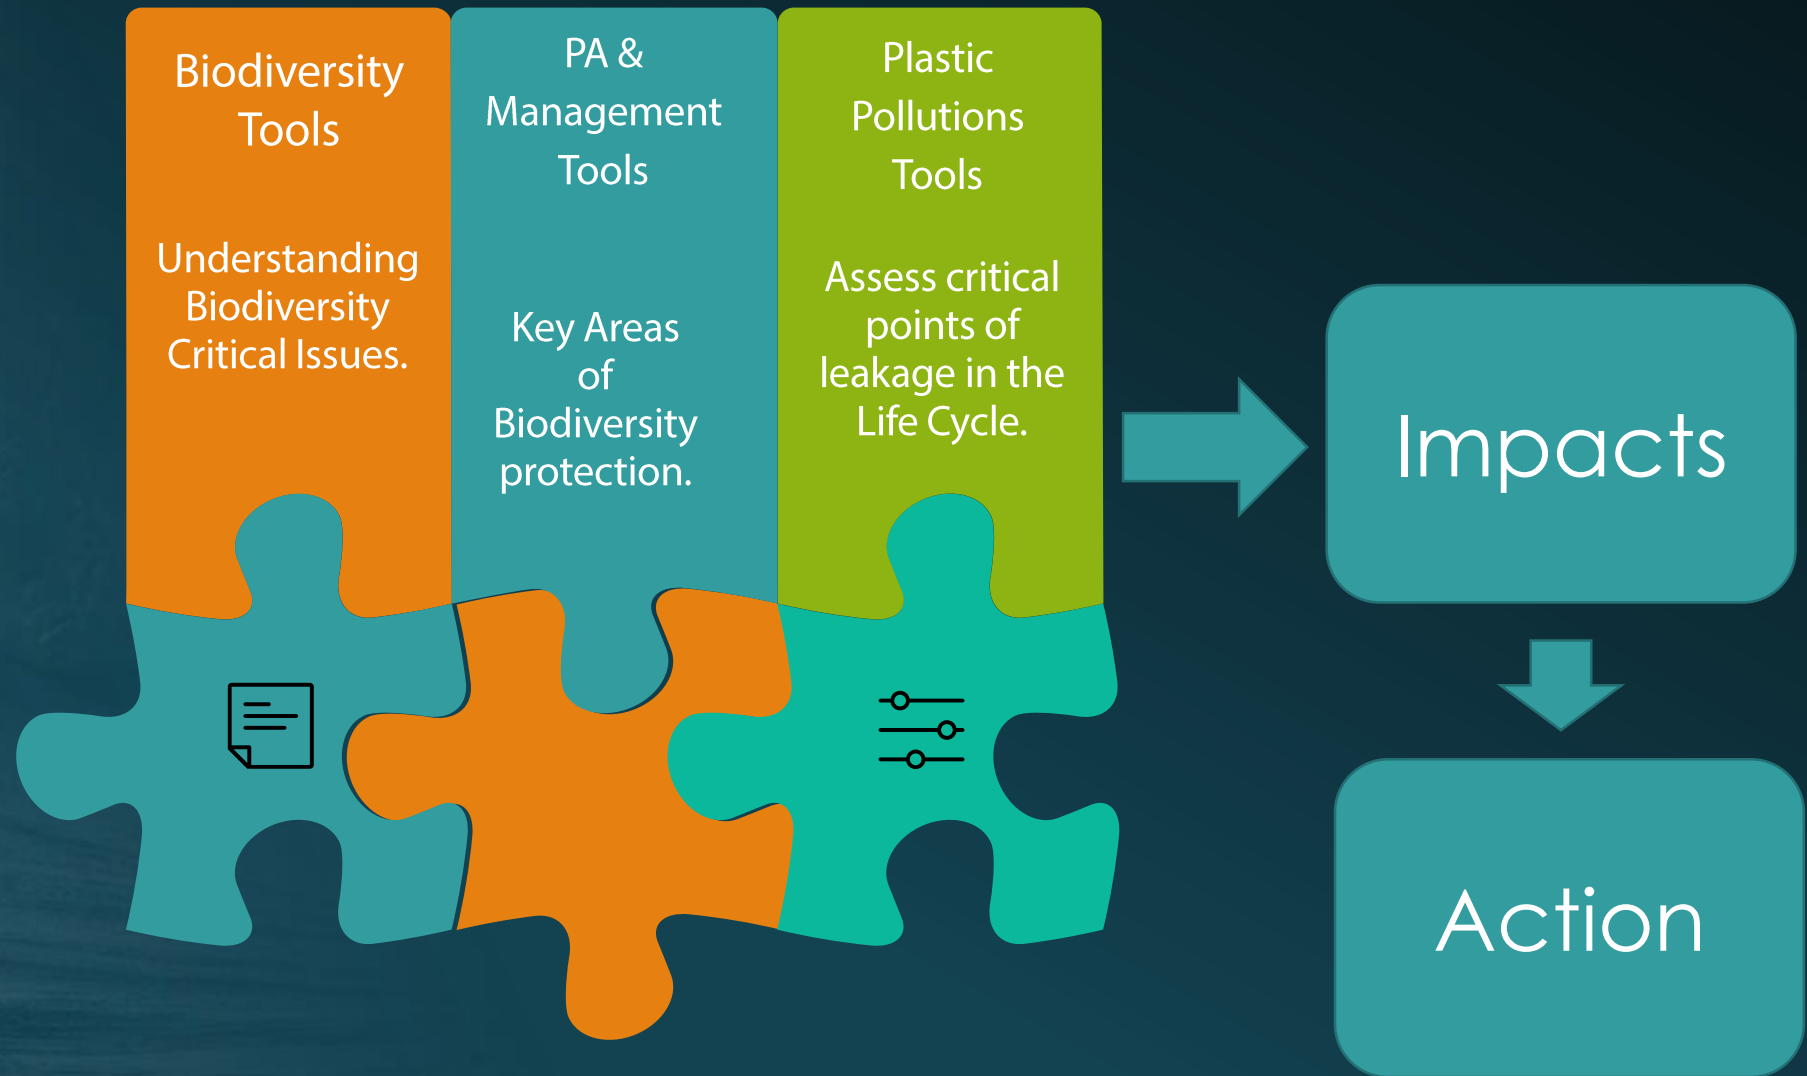 Biodiversity
Tools
Understanding
Biodiversity
Critical Issues.
PA &
Management
Tools
Key Areas
of
Biodiversity
protection.
Plastic
Pollutions
Tools
Assess critical
points of
leakage in the
Life Cycle.
Impacts
Action